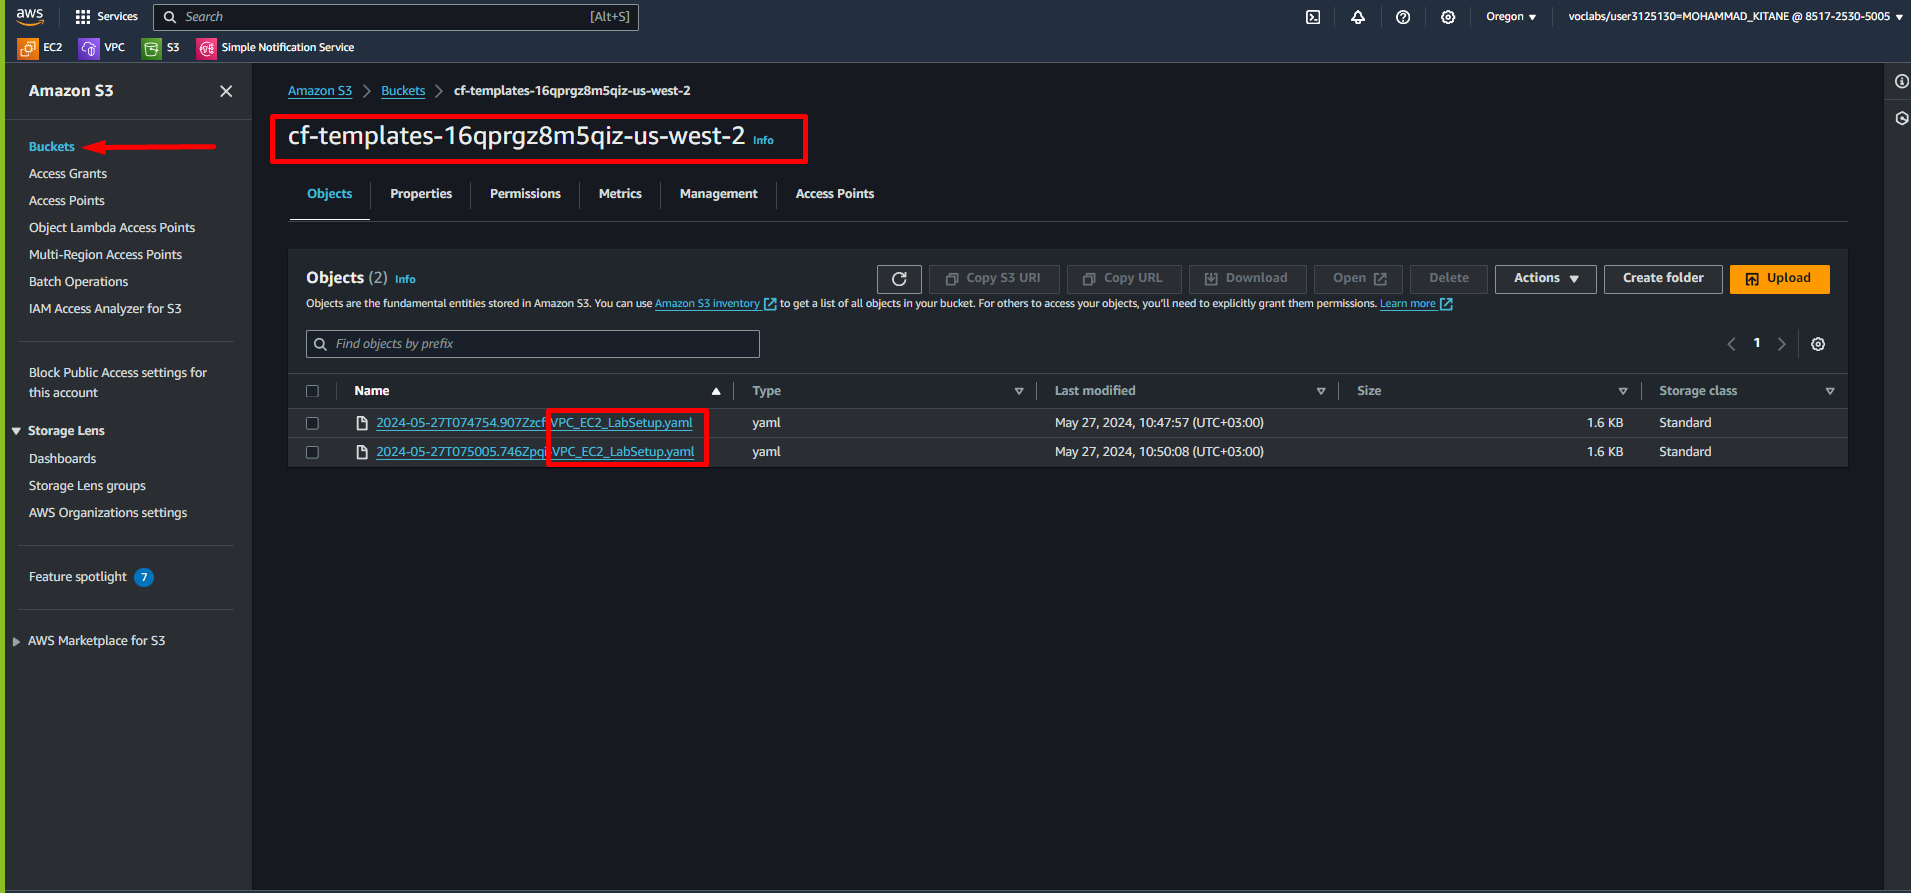 aws
Services
Search [Alt+S]
Oregon
voclabs/user3125130=MOHAMMAD_KITANE @ 8517-2530-5005
EC2 VPC S3 Simple Notification Service
Amazon S3
Buckets
Access Grants
Access Points
Object Lambda Access Points
Multi-Region Access Points
Batch Operations
IAM Access Analyzer for S3
Block Public Access settings for
this account
Storage Lens
Dashboards
Storage Lens groups
AWS Organizations settings
Feature spotlight 7
AWS Marketplace for S3
Amazon S3 Buckets cf-templates-16qprgz8m5qiz-us-west-2
cf-templates-16qprgz8m5qiz-us-west-2 Info
Objects Properties Permissions Metrics Management Access Points
Objects (2) Info
Copy S3 URI Copy URL Download Open Delete Actions Create folder Upload
Objects are the fundamental entities stored in Amazon S3. You can use Amazon S3 inventory to get a list of all objects in your bucket. For others to access your objects, you'll need to explicitly grant them permissions. Learn more
Find objects by prefix
1
Name Type Last modified Size Storage class
2024-05-27T074754.907Zzcf-VPC_EC2_LabSetup.yaml yaml May 27, 2024, 10:47:57 (UTC+03:00) 1.6 KB Standard
2024-05-27T075005.746Zpqi-VPC_EC2_LabSetup.yaml yaml May 27, 2024, 10:50:08 (UTC+03:00) 1.6 KB Standard